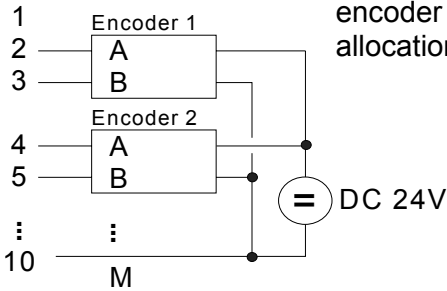 encoder
allocation
1
Encoder 1
2 A
3 B
Encoder 2
4 A
5 B
= DC 24V
⋮ ⋮
10
M